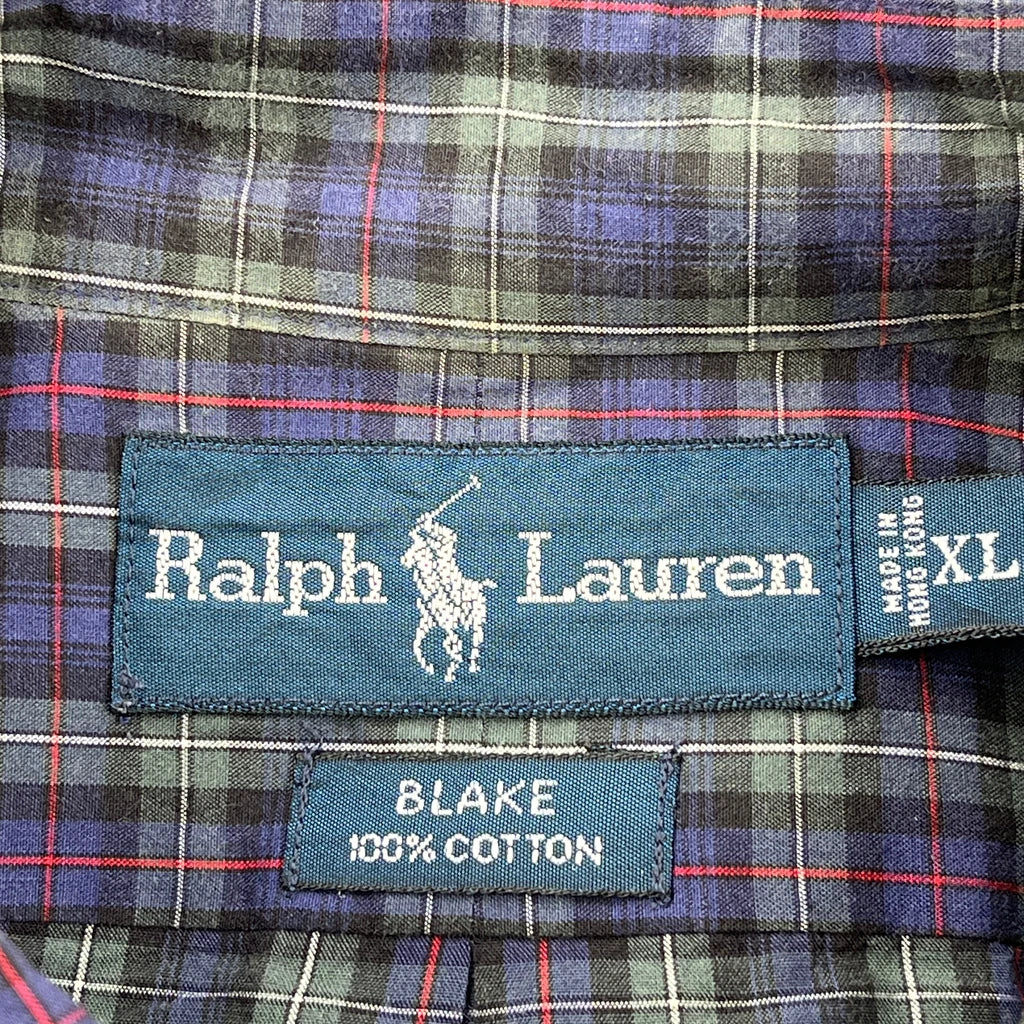 Ralph Lauren
MADE IN
HONG KONG
XL
BLAKE
100% COTTON